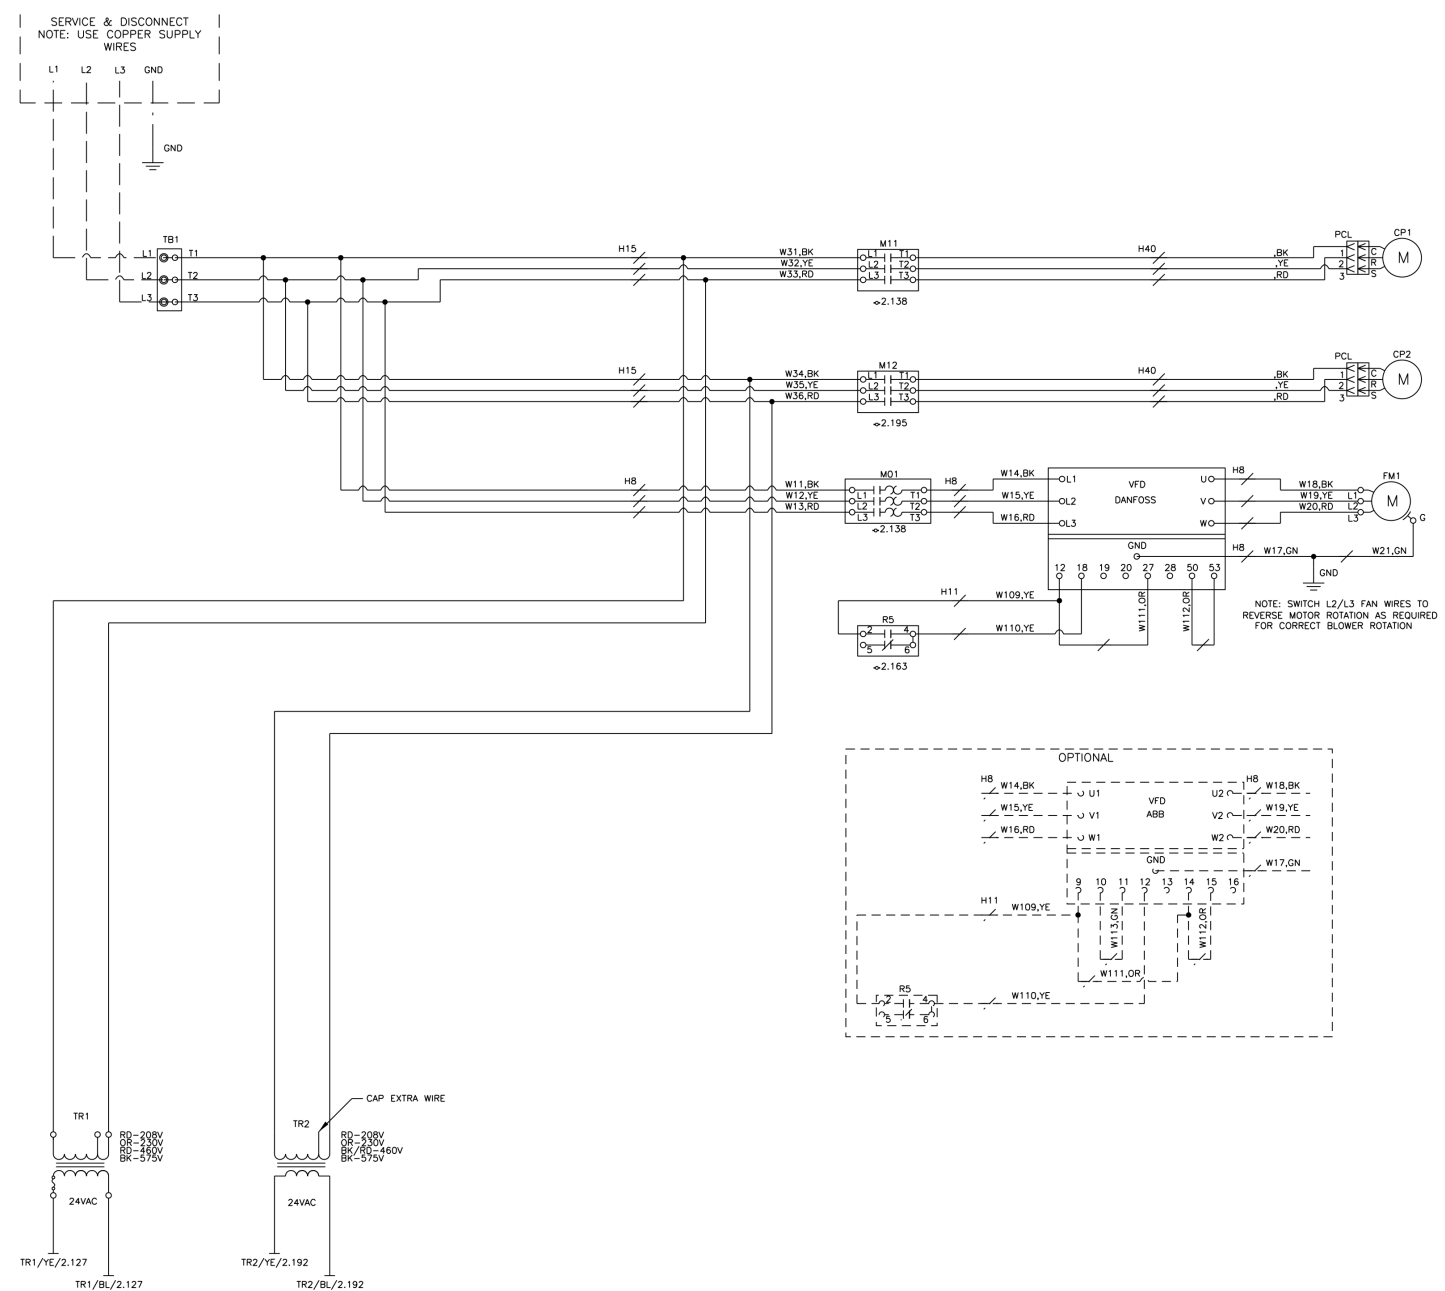 SERVICE & DISCONNECT
NOTE: USE COPPER SUPPLY
WIRES
L1 L2 L3 GND
GND
TB1
L1 T1
L2 T2
L3 T3
H15
W31,BK
W32,YE
W33,RD
M11
L1 T1
L2 T2
L3 T3
2.138
H40
,BK
,YE
,RD
PCL
1
2
3
C
R
S
CP1
M
H15
W34,BK
W35,YE
W36,RD
M12
L1 T1
L2 T2
L3 T3
2.195
H40
,BK
,YE
,RD
PCL
1
2
3
C
R
S
CP2
M
H8
W11,BK
W12,YE
W13,RD
M01
L1 T1
L2 T2
L3 T3
2.138
H8
W14,BK
W15,YE
W16,RD
L1
L2
L3
VFD
DANFOSS
U
V
W
H8
W18,BK
W19,YE
W20,RD
L1
L2
L3
FM1
M
G
GND
12 18 19 20 27 28 50 53
H8
W17,GN
W21,GN
GND
NOTE: SWITCH L2/L3 FAN WIRES TO
REVERSE MOTOR ROTATION AS REQUIRED
FOR CORRECT BLOWER ROTATION
H11
W109,YE
W110,YE
W111,OR
W112,OR
R5
2 4
5 6
2.163
OPTIONAL
H8
W14,BK
W15,YE
W16,RD
U1
V1
W1
VFD
ABB
U2
V2
W2
H8
W18,BK
W19,YE
W20,RD
GND
W17,GN
9 10 11 12 13 14 15 16
H11
W109,YE
W113,GN
W112,OR
W111,OR
W110,YE
R5
2 4
5 6
TR1
RD-208V
OR-230V
RD-460V
BK-575V
24VAC
TR1/YE/2.127
TR1/BL/2.127
CAP EXTRA WIRE
TR2
RD-208V
OR-230V
BK/RD-460V
BK-575V
24VAC
TR2/YE/2.192
TR2/BL/2.192